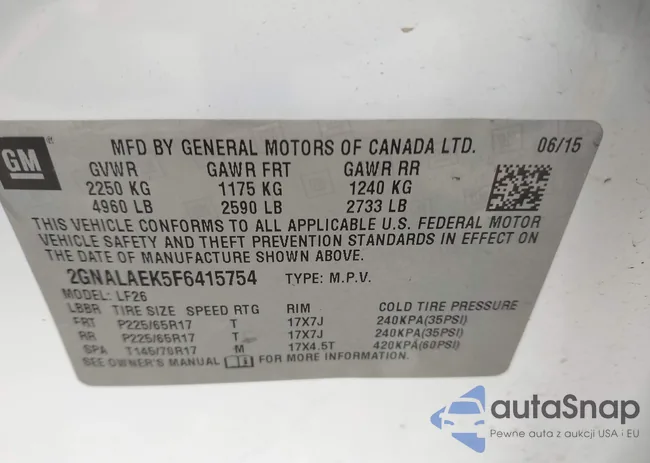 GM
MFD BY GENERAL MOTORS OF CANADA LTD. 06/15
GVWR GAWR FRT GAWR RR
2250 KG 1175 KG 1240 KG
4960 LB 2590 LB 2733 LB
THIS VEHICLE CONFORMS TO ALL APPLICABLE U.S. FEDERAL MOTOR
VEHICLE SAFETY AND THEFT PREVENTION STANDARDS IN EFFECT ON
THE DATE OF MANUFACTURE SHOWN ABOVE.
2GNALAEK5F6415754 TYPE: M.P.V.
MODEL: LF26
LBBR TIRE SIZE SPEED RTG RIM COLD TIRE PRESSURE
FRT P225/65R17 T 17X7J 240KPA(35PSI)
RR P225/65R17 T 17X7J 240KPA(35PSI)
SPA T145/70R17 M 17X4.5T 420KPA(60PSI)
SEE OWNER'S MANUAL FOR MORE INFORMATION.
autaSnap
Pewne auta z aukcji USA i EU